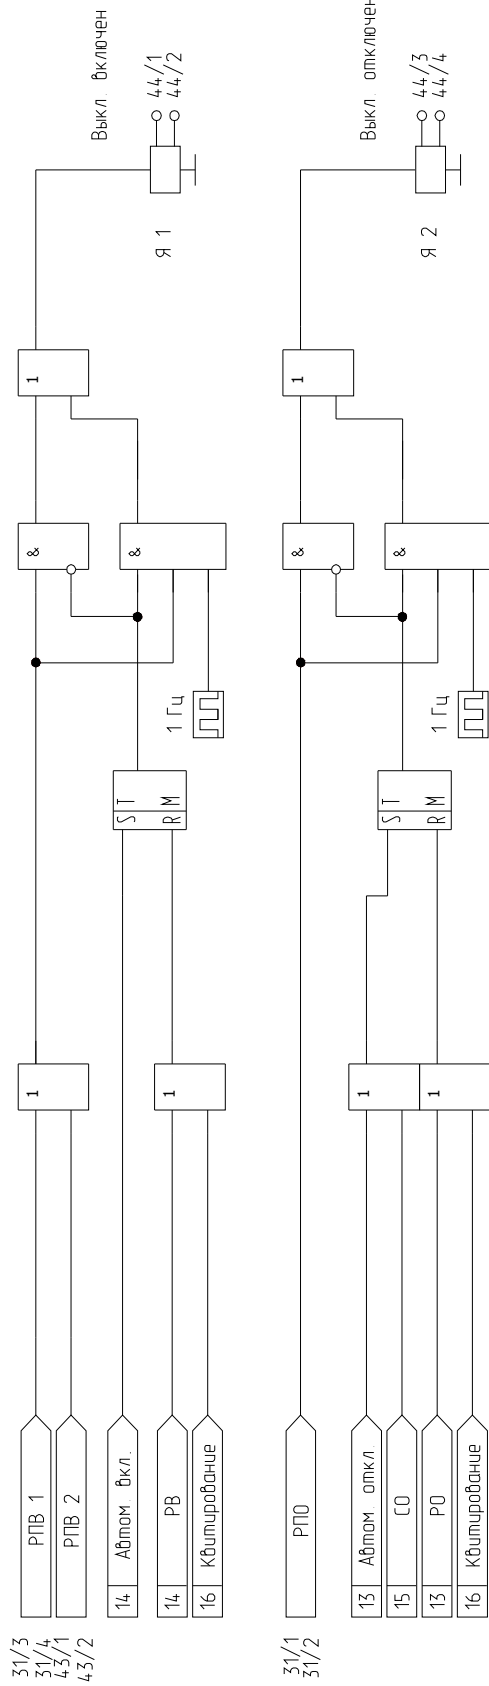 31/3
31/4
РПВ 1
43/1
43/2
РПВ 2
1
&
1
Выкл. включен
44/1
44/2
Я 1
14
Автом. вкл.
S T
R M
&
1 Гц
14
РВ
16
Квитирование
1
31/1
31/2
РПО
&
1
Выкл. отключен
44/3
44/4
Я 2
13
Автом. откл.
15
СО
1
S T
R M
&
1 Гц
13
РО
16
Квитирование
1